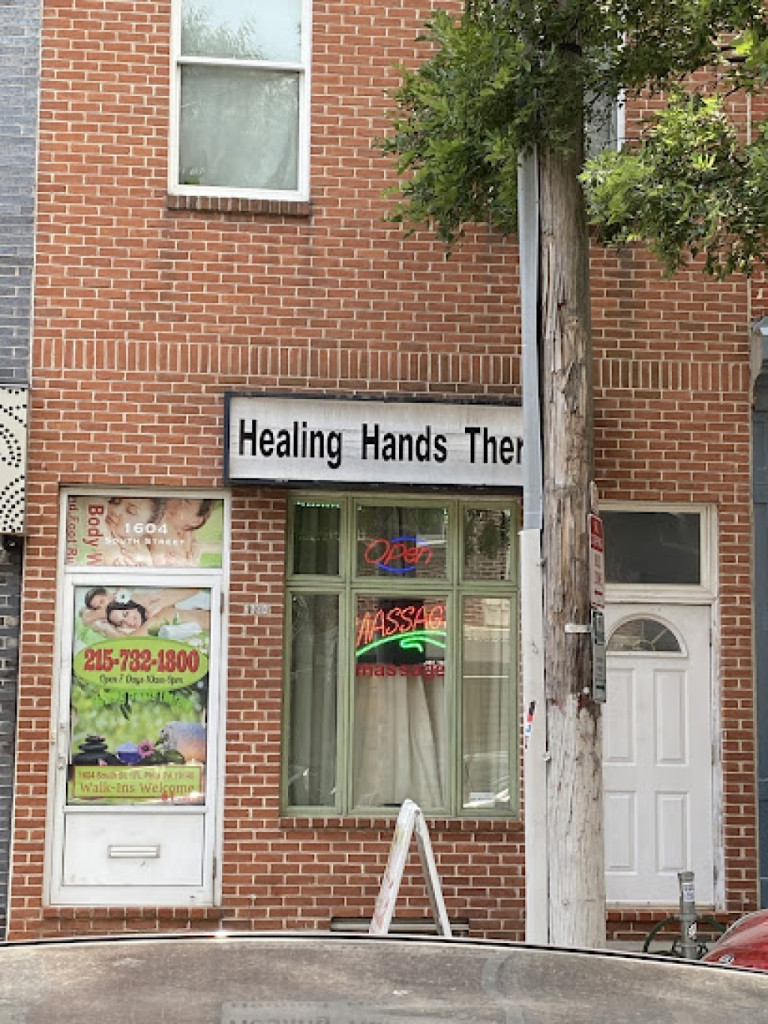 Healing Hands Ther
Body W
1604
SOUTH STREET
Open
MASSAG
massage
215-732-1800
Open 7 Days 10am-9pm
Walk-Ins Welcome